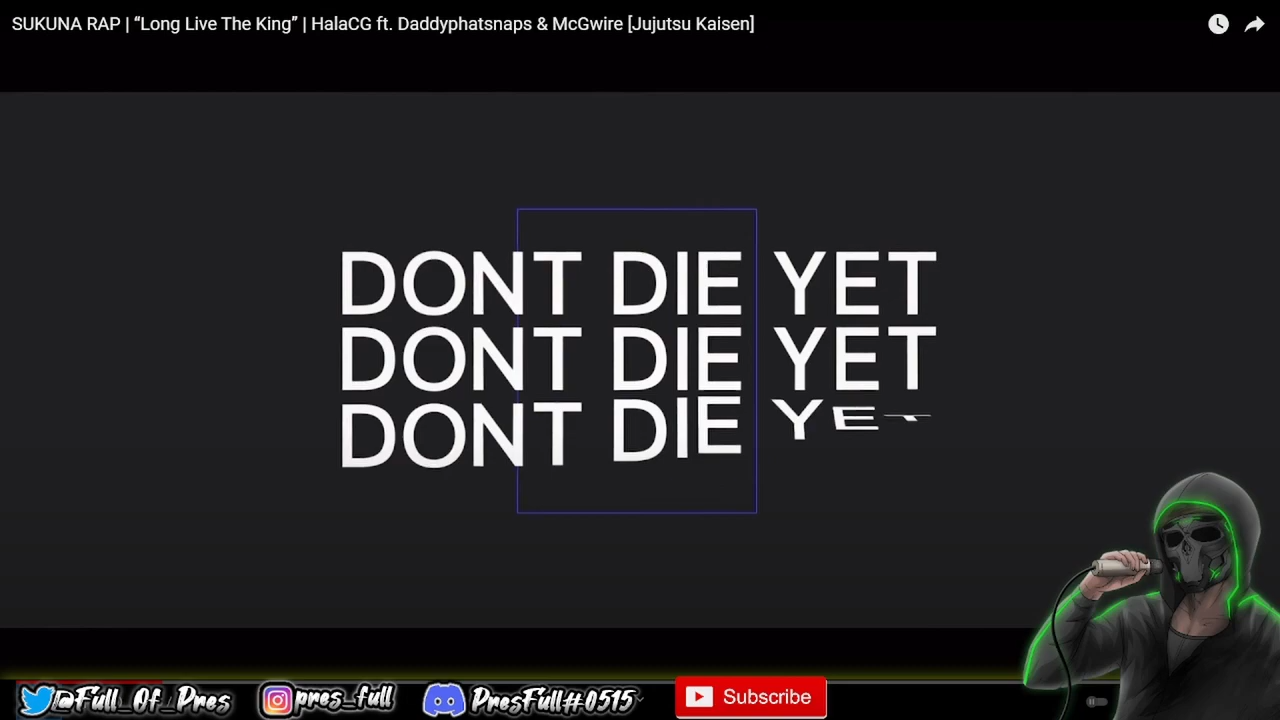 SUKUNA RAP | “Long Live The King” | HalaCG ft. Daddyphatsnaps & McGwire [Jujutsu Kaisen]
DONT DIE YET
DONT DIE YET
DONT DIE YET
@Full_Of_Pres pres_full PresFull#0515 Subscribe